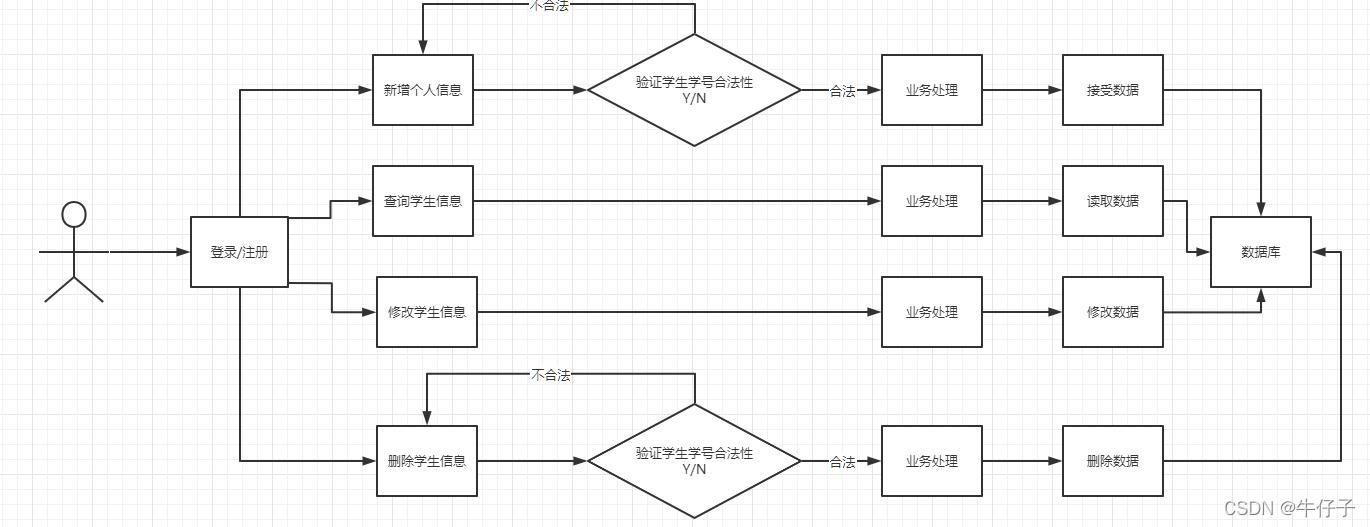 不合法
新增个人信息
验证学生学号合法性
Y/N
合法
业务处理
接受数据
查询学生信息
业务处理
读取数据
登录/注册
数据库
修改学生信息
业务处理
修改数据
不合法
删除学生信息
验证学生学号合法性
Y/N
合法
业务处理
删除数据
CSDN @牛仔子